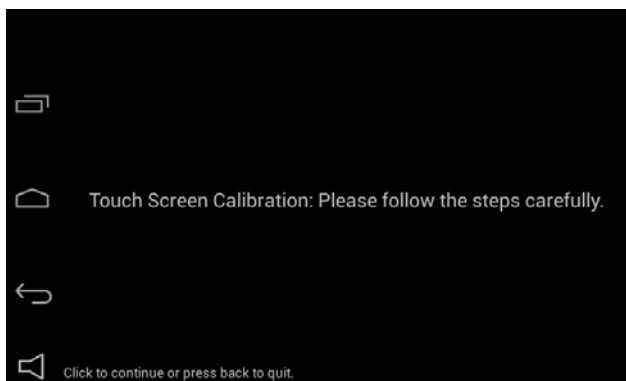 Touch Screen Calibration: Please follow the steps carefully.
Click to continue or press back to quit.